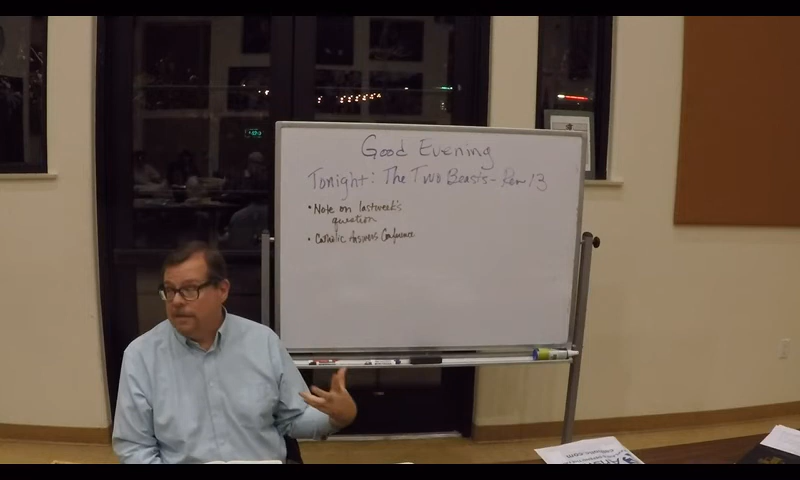 Good Evening
Tonight: The Two Beasts - Rev 13
• Note on last week's
question
• Catholic Answers Conference